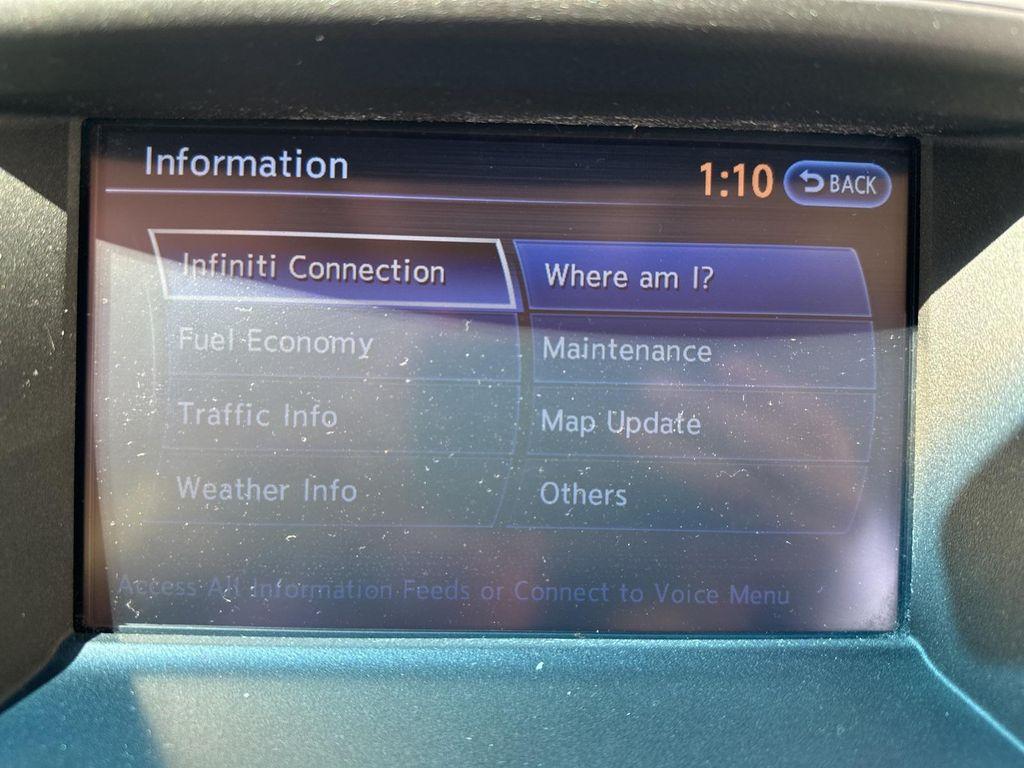 Information
1:10
BACK
Infiniti Connection
Where am I?
Fuel Economy
Maintenance
Traffic Info
Map Update
Weather Info
Others
Access All Information Feeds or Connect to Voice Menu